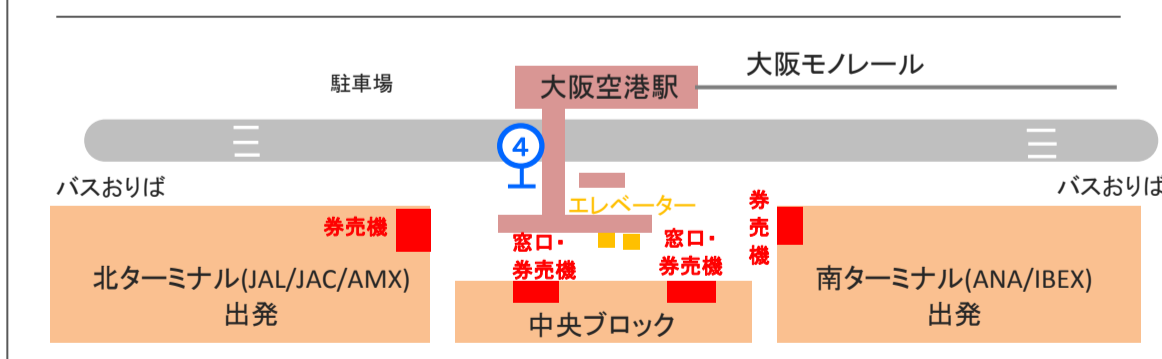 駐車場
大阪空港駅
大阪モノレール
4
バスおりば
バスおりば
エレベーター
券売機
券売機
窓口・
券売機
窓口・
券売機
北ターミナル(JAL/JAC/AMX)
出発
中央ブロック
南ターミナル(ANA/IBEX)
出発